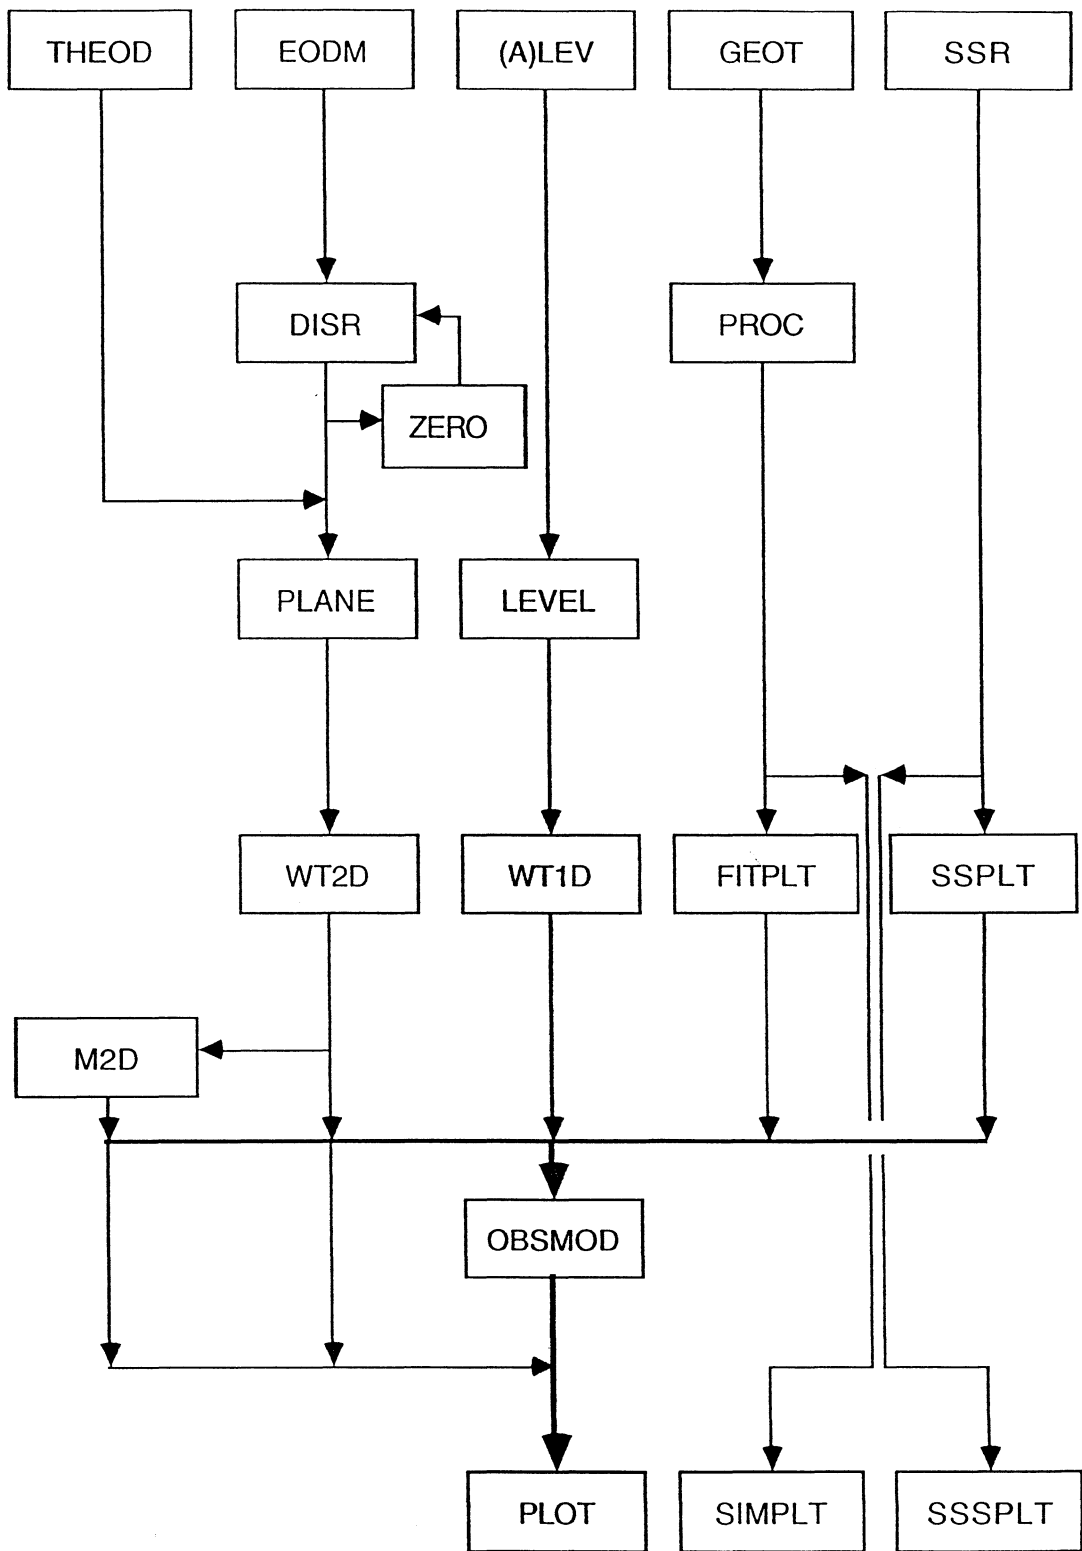 THEOD
EODM
(A)LEV
GEOT
SSR
DISR
PROC
ZERO
PLANE
LEVEL
WT2D
WT1D
FITPLT
SSPLT
M2D
OBSMOD
PLOT
SIMPLT
SSSPLT